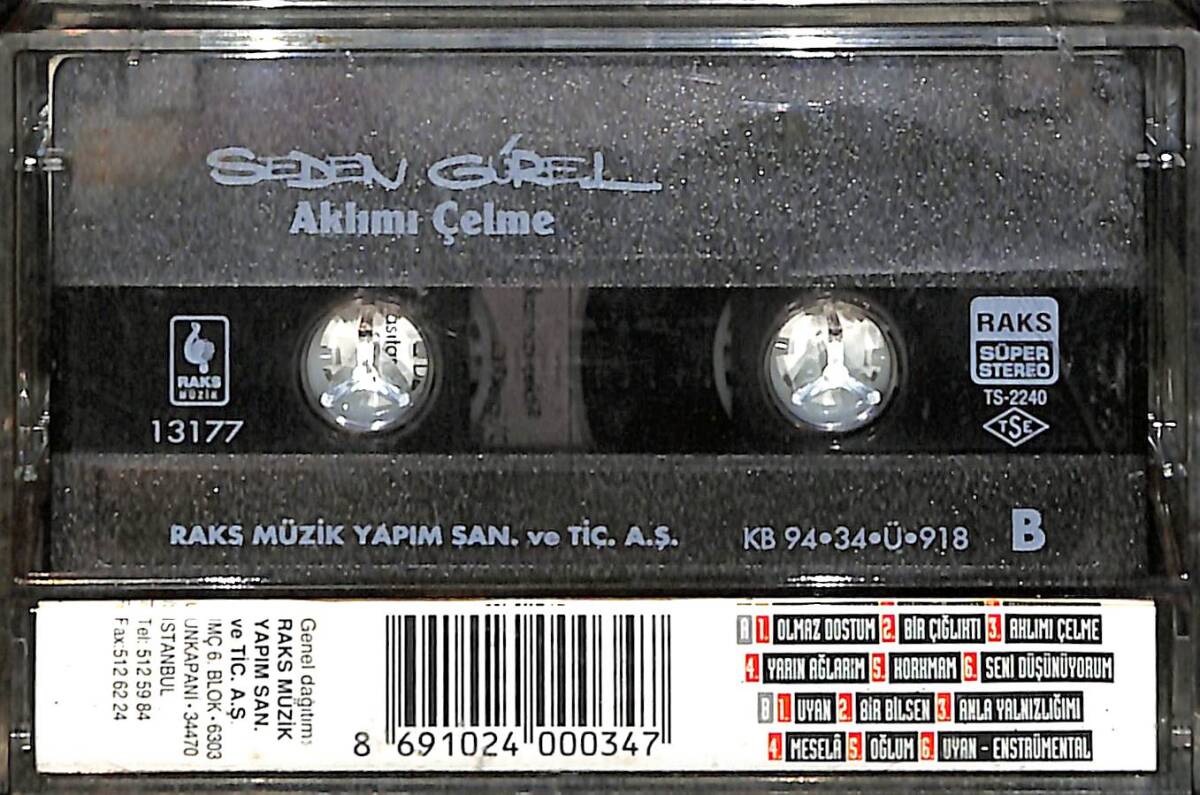 SEDEN GÜREL
Aklımı Çelme
RAKS
MÜZİK
13177
RAKS
SÜPER
STEREO
TS-2240
TSE
RAKS MÜZİK YAPIM SAN. ve TİC. A.Ş.
KB 94•34•Ü•918
B
Genel dağıtım:
RAKS MÜZİK
YAPIM SAN.
ve TİC. A.Ş
İMÇ 6. BLOK • 6303
UNKAPANI • 34470
İSTANBUL
Tel: 512 59 84
Fax:512 62 24
8 691024 000347
A 1. OLMAZ DOSTUM 2. BİR ÇIĞLIKTI 3. AKLIMI ÇELME
4. YARIN AĞLARIM 5. KORKMAM 6. SENİ DÜŞÜNÜYORUM
B 1. UYAN 2. BİR BİLSEN 3. ANLA YALNIZLIĞIMI
4. MESELÂ 5. OĞLUM 6. UYAN - ENSTRÜMENTAL